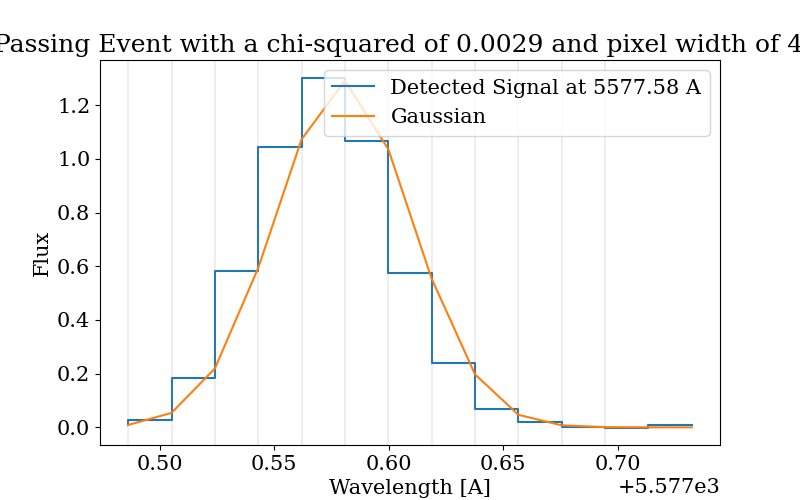 Passing Event with a chi-squared of 0.0029 and pixel width of 4
Detected Signal at 5577.58 A
Gaussian
Flux
1.2
1.0
0.8
0.6
0.4
0.2
0.0
0.50 0.55 0.60 0.65 0.70
Wavelength [A]
+5.577e3